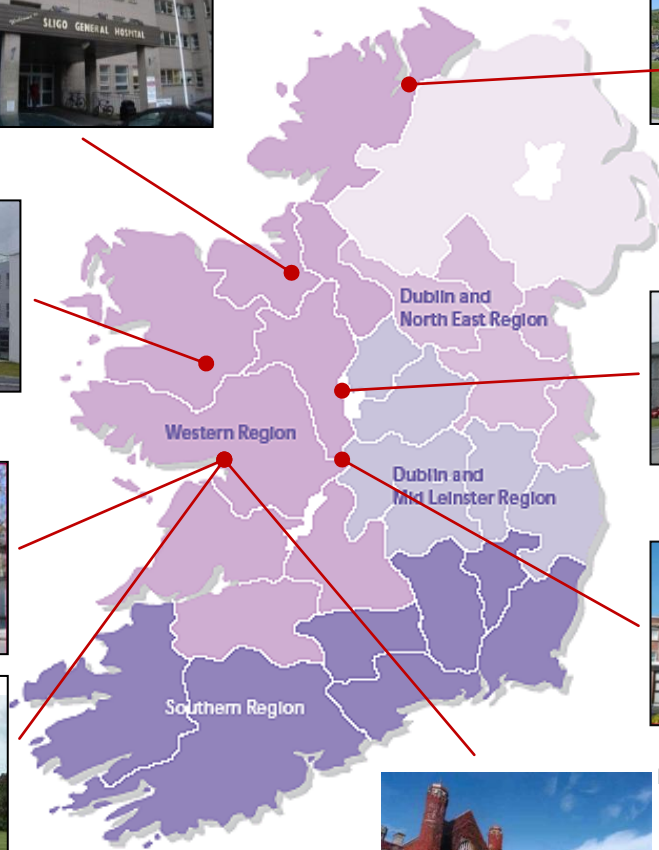 SLIGO GENERAL HOSPITAL
Dublin and
North East Region
Western Region
Dublin and
Mid Leinster Region
Southern Region